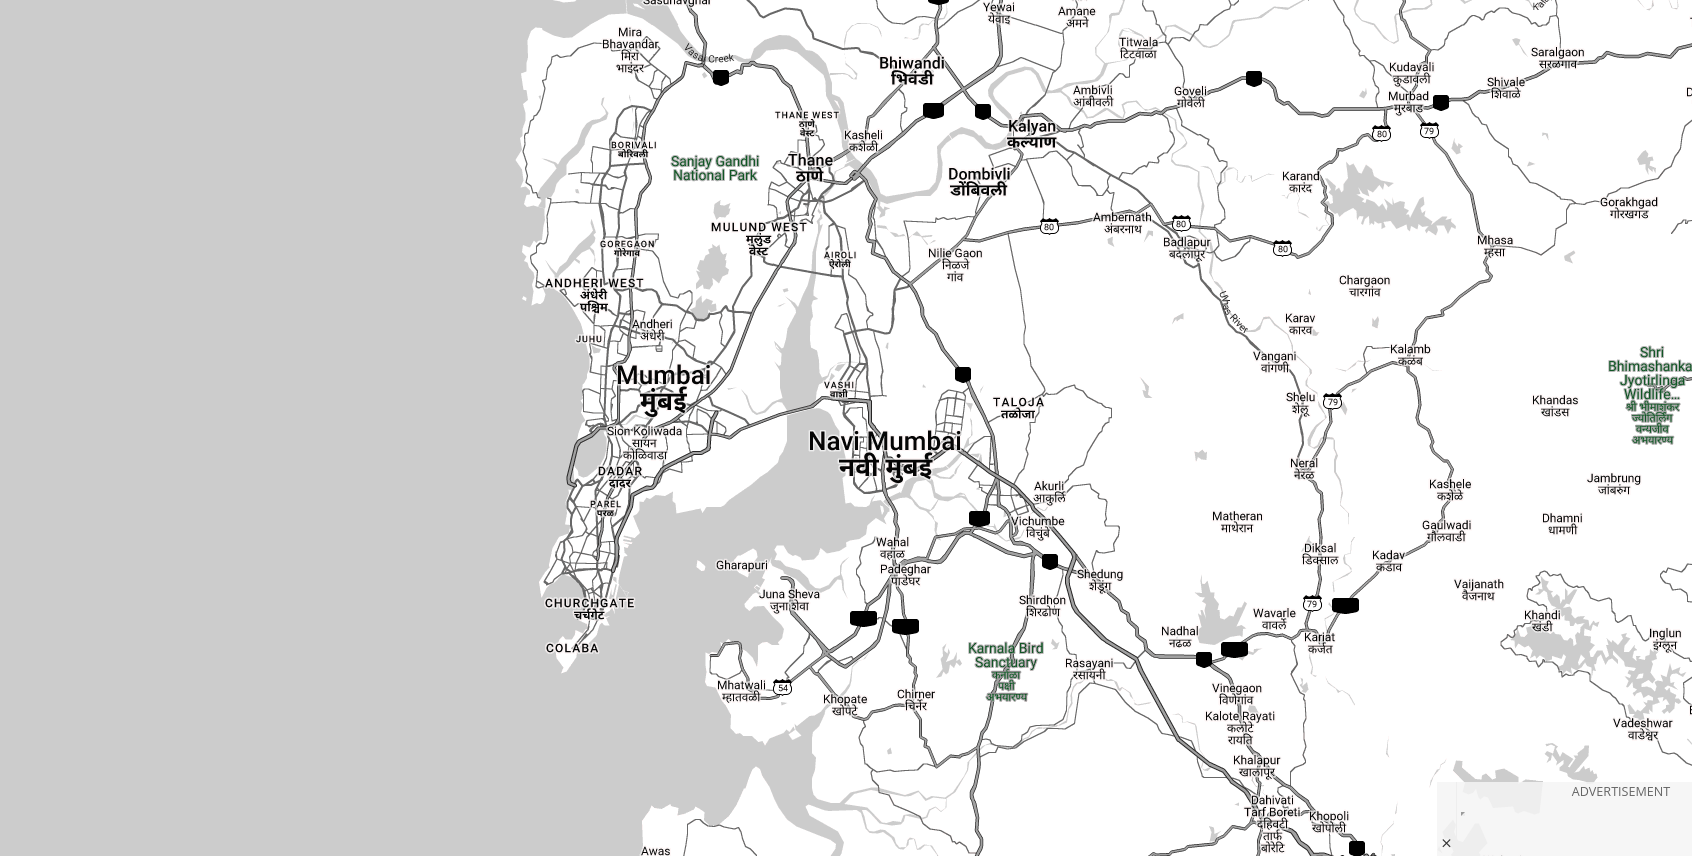 Yewai
येवाइ
Amane
अमने
Mira
Bhayandar
मिरा
भाइंदर
Vasai Creek
Titwala
टिटवाळा
Saralgaon
सरळगाव
Bhiwandi
भिवंडी
Kudavali
कुडावली
Shivale
शिवाळे
Ambivli
आंबीवली
Goveli
गोवेली
Murbad
मुरबाड
THANE WEST
ठाणे
वेस्ट
Kasheli
कशेळी
Kalyan
कल्याण
80
79
BORIVALI
बोरिवली
Sanjay Gandhi
National Park
Thane
ठाणे
Dombivli
डोंबिवली
Karand
कारंद
Gorakhgad
गोरखगड
MULUND WEST
मुलुंड
वेस्ट
80
Ambernath
अंबरनाथ
80
Badlapur
बदलापूर
80
Mhasa
म्हसा
GOREGAON
गोरेगाव
AIROLI
ऐरोली
Nilje Gaon
निळजे
गांव
ANDHERI WEST
अंधेरी
पश्चिम
Chargaon
चारगांव
Ulhas River
Karav
कारव
Andheri
अंधेरी
JUHU
Vangani
वांगणी
Kalamb
कळंब
Shri
Bhimashanka
Jyotirlinga
Wildlife...
श्री भीमाशंकर
ज्योतिर्लिंग
वन्यजीव
अभयारण्य
Mumbai
मुंबई
VASHI
वाशी
TALOJA
तळोजा
Shelu
शेलू
79
Khandas
खांडस
Sion Koliwada
सायन
कोळिवाडा
Navi Mumbai
नवी मुंबई
DADAR
दादर
Neral
नेरळ
Akurli
आकुर्लि
Kashele
कशेळे
Jambrung
जांबरुंग
PAREL
परळ
Vichumbe
विचुंबे
Matheran
माथेरान
Gaulwadi
गौलवाडी
Dhamni
धामणी
Wahal
वहाळ
Gharapuri
Padeghar
पाडेघर
Shedung
शेडूंग
Diksal
डिक्साल
Kadav
कडाव
Vaijanath
वैजनाथ
Juna Sheva
जुना शेवा
Shirdhon
शिरढोण
CHURCHGATE
चर्चगेट
79
Wavarle
वावर्ले
Khandi
खंडी
Nadhal
नढळ
Karjat
कर्जत
Inglun
इंग्लून
COLABA
Karnala Bird
Sanctuary
कर्नाळा
पक्षी
अभयारण्य
Rasayani
रसायनी
Mhatwali
म्हातवळी
54
Khopate
खोपटे
Chirner
चिर्नेर
Vinegaon
विणेगाव
Kalote Rayati
कलोटे
रायति
Vadeshwar
वाडेश्वर
Khalapur
खालापूर
ADVERTISEMENT
Dahivati
Tarf Boreti
दहिवटी
तार्फ
बोरेटि
Khopoli
खोपोली
Awas